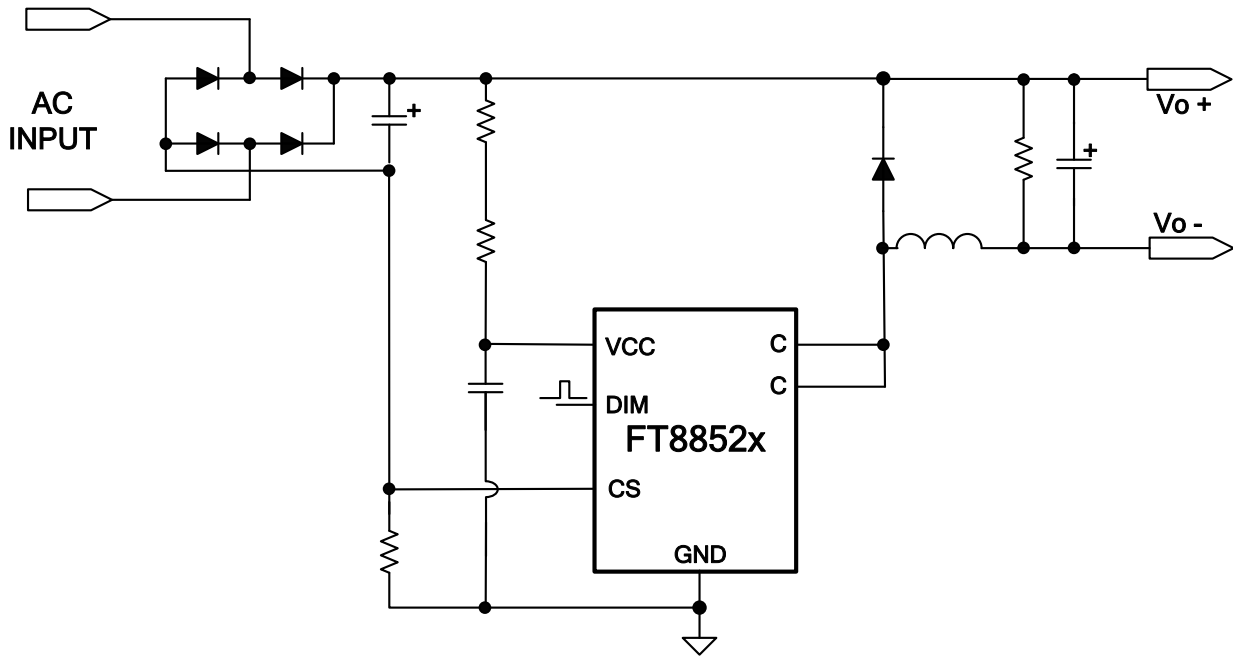 AC
INPUT
+
Vo +
+
Vo -
VCC
C
C
DIM
FT8852x
CS
GND